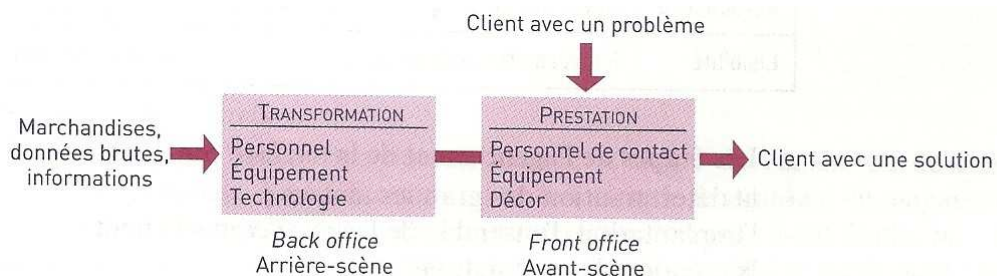 Client avec un problème
Marchandises,
données brutes,
informations
TRANSFORMATION
Personnel
Équipement
Technologie
Back office
Arrière-scène
PRESTATION
Personnel de contact
Équipement
Décor
Front office
Avant-scène
Client avec une solution